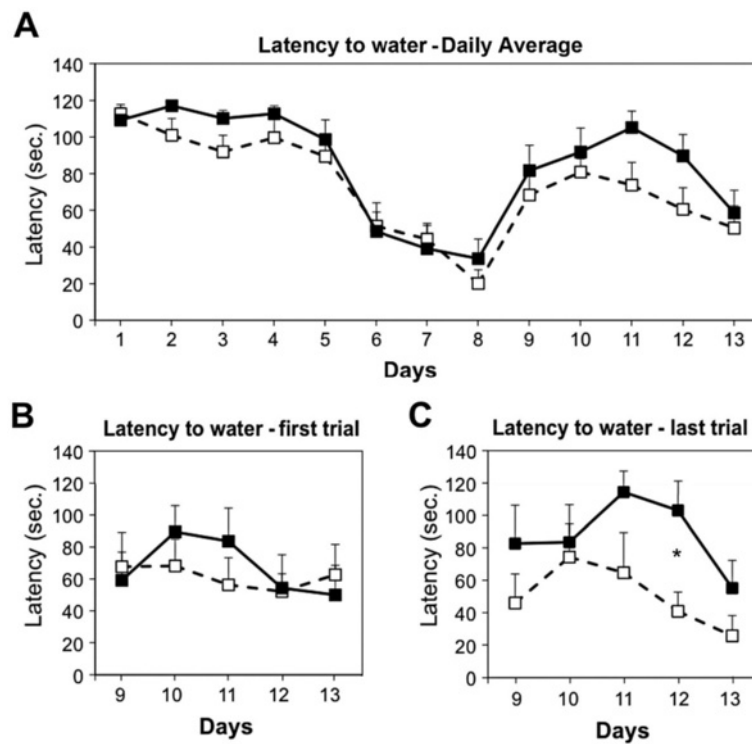 A
Latency to water - Daily Average
Latency (sec.)
140
120
100
80
60
40
20
0
1 2 3 4 5 6 7 8 9 10 11 12 13
Days
B
Latency to water - first trial
Latency (sec.)
140
120
100
80
60
40
20
0
9 10 11 12 13
Days
C
Latency to water - last trial
Latency (sec.)
140
120
100
80
60
40
20
0
*
9 10 11 12 13
Days